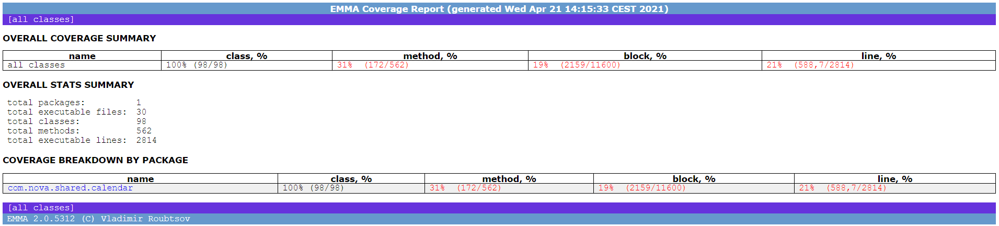 EMMA Coverage Report (generated Wed Apr 21 14:15:33 CEST 2021)
[all classes]
OVERALL COVERAGE SUMMARY
name class, % method, % block, % line, %
all classes 100% (98/98) 31% (172/562) 19% (2159/11600) 21% (588,7/2814)
OVERALL STATS SUMMARY
total packages: 1
total executable files: 30
total classes: 98
total methods: 562
total executable lines: 2814
COVERAGE BREAKDOWN BY PACKAGE
name class, % method, % block, % line, %
com.nova.shared.calendar 100% (98/98) 31% (172/562) 19% (2159/11600) 21% (588,7/2814)
[all classes]
EMMA 2.0.5312 (C) Vladimir Roubtsov